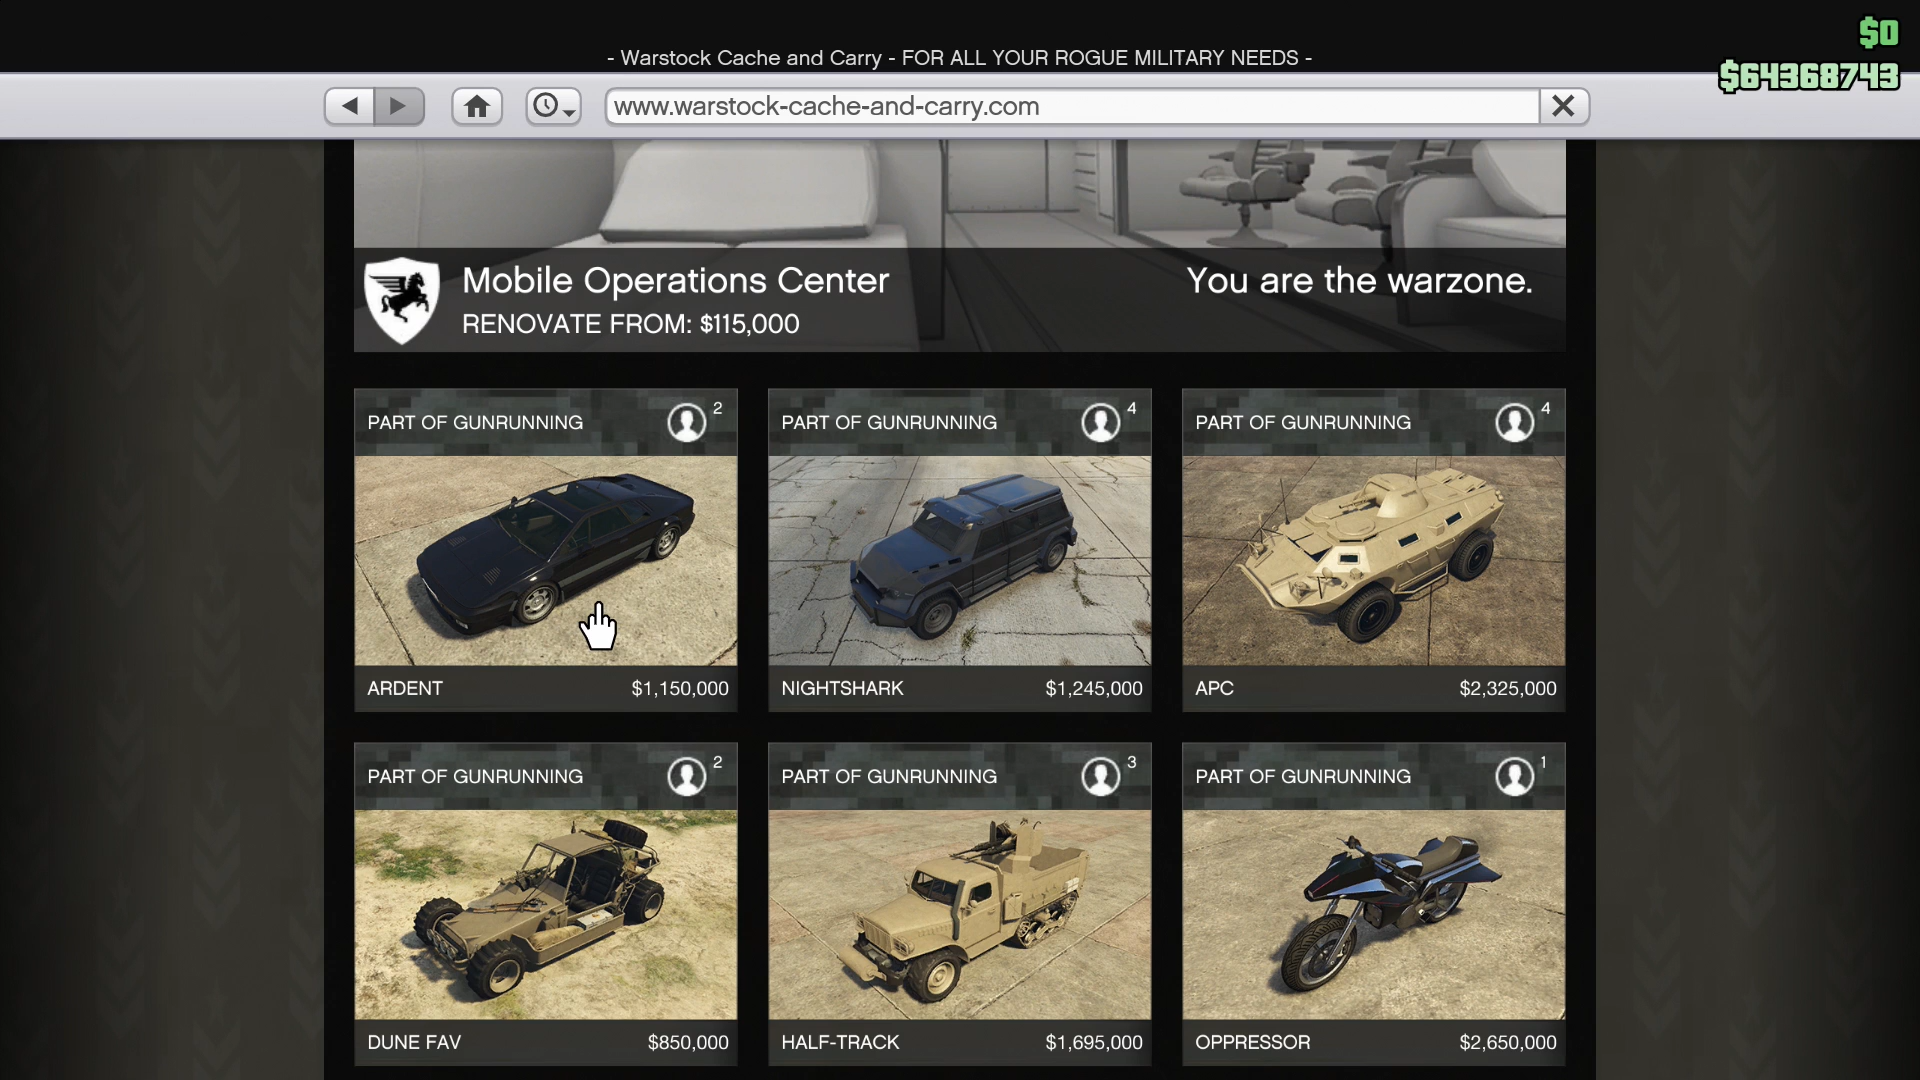 $0
$64368743
- Warstock Cache and Carry - FOR ALL YOUR ROGUE MILITARY NEEDS -
www.warstock-cache-and-carry.com
Mobile Operations Center
You are the warzone.
RENOVATE FROM: $115,000
PART OF GUNRUNNING 2
PART OF GUNRUNNING 4
PART OF GUNRUNNING 4
ARDENT $1,150,000
NIGHTSHARK $1,245,000
APC $2,325,000
PART OF GUNRUNNING 2
PART OF GUNRUNNING 3
PART OF GUNRUNNING 1
DUNE FAV $850,000
HALF-TRACK $1,695,000
OPPRESSOR $2,650,000